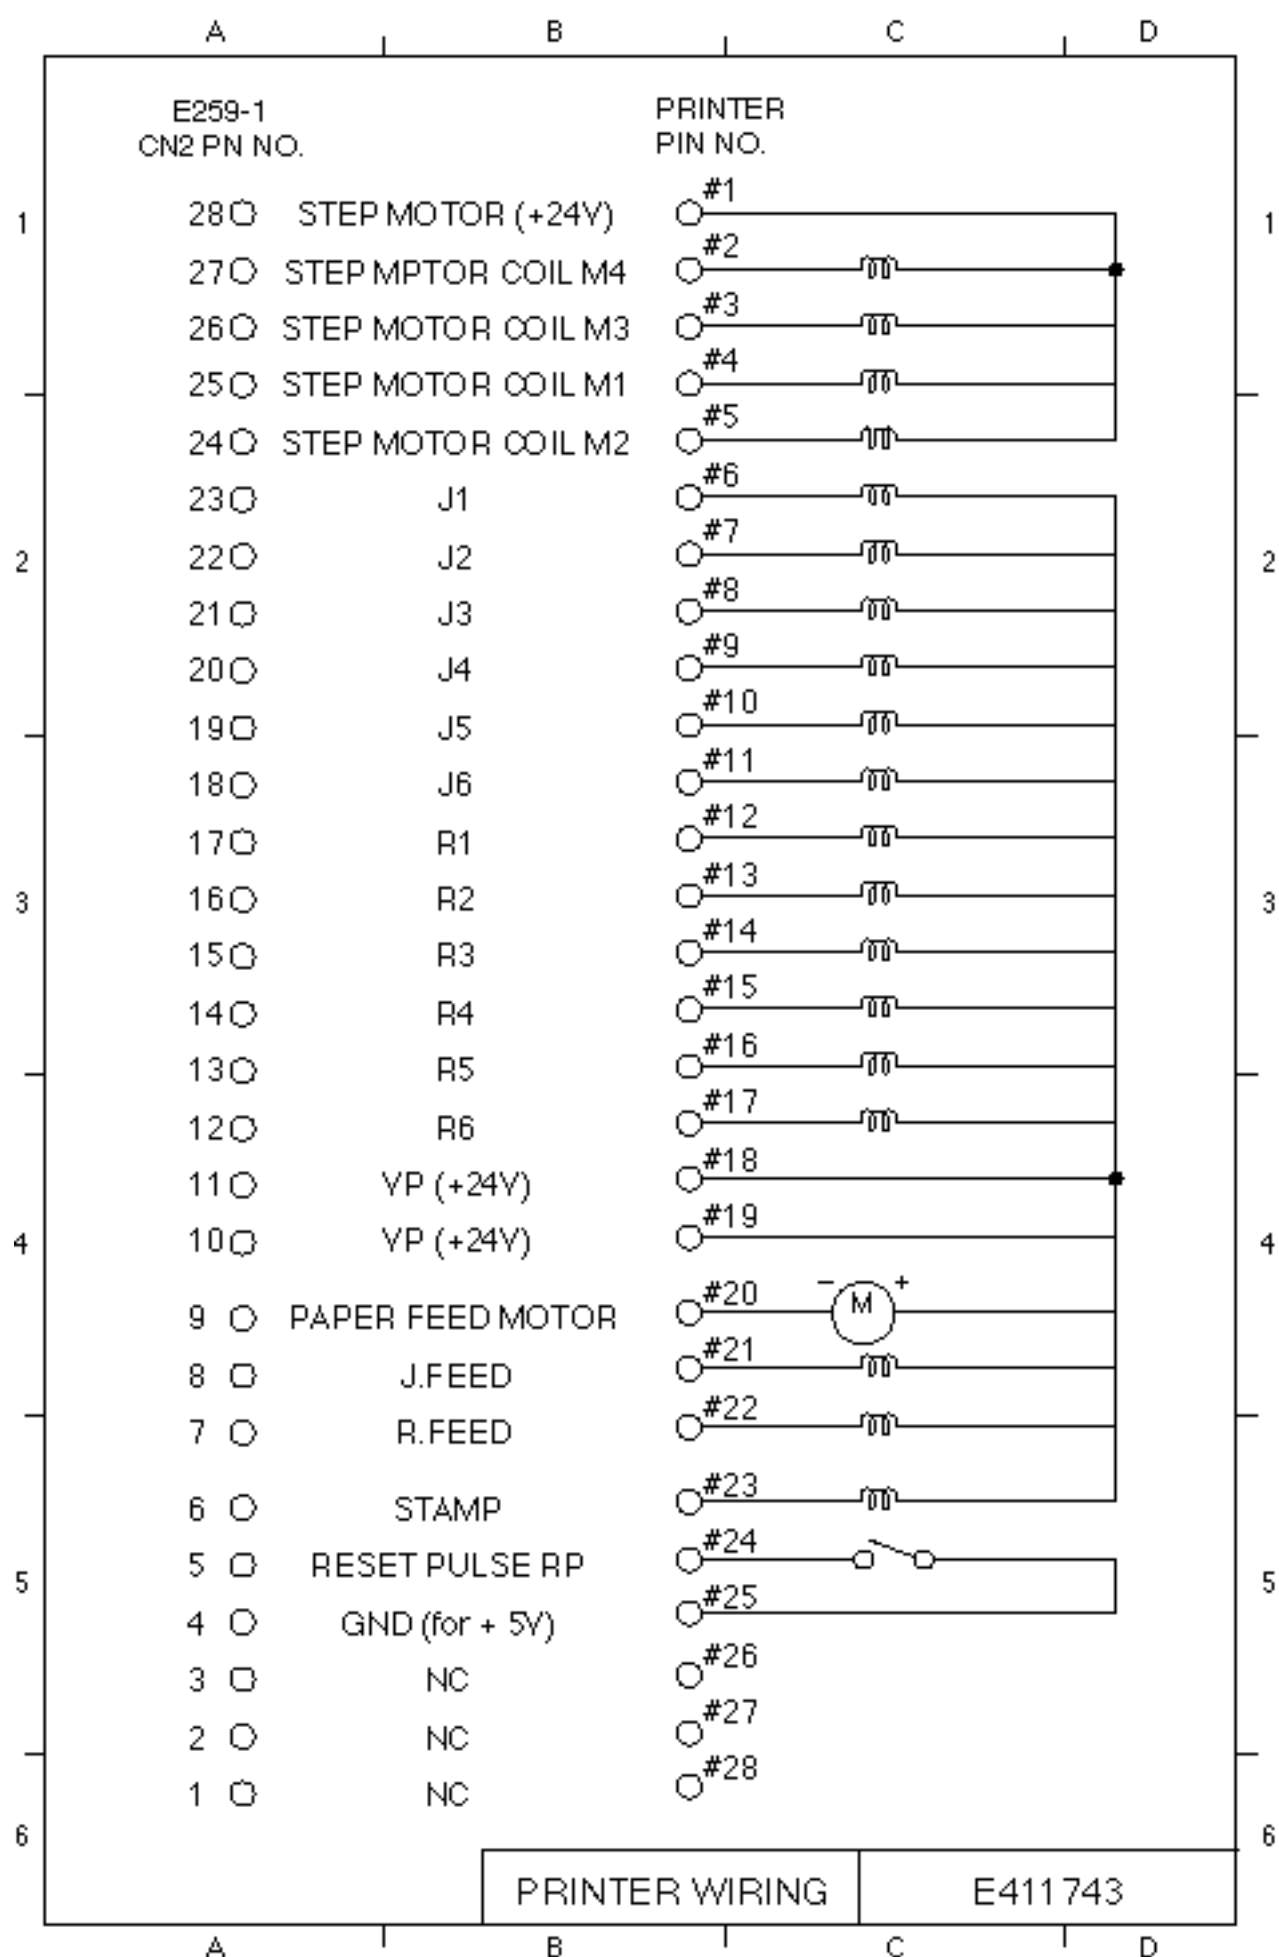 A B C D
E259-1 PRINTER
CN2 PN NO. PIN NO.
28 STEP MOTOR (+24V) #1
1 1
27 STEP MPTOR COIL M4 #2
26 STEP MOTOR COIL M3 #3
25 STEP MOTOR COIL M1 #4
24 STEP MOTOR COIL M2 #5
23 J1 #6
2 22 J2 #7 2
21 J3 #8
20 J4 #9
19 J5 #10
18 J6 #11
17 R1 #12
3 16 R2 #13 3
15 R3 #14
14 R4 #15
13 R5 #16
12 R6 #17
11 VP (+24V) #18
4 10 VP (+24V) #19 4
9 PAPER FEED MOTOR #20 - M +
8 J.FEED #21
7 R.FEED #22
6 STAMP #23
5 5 RESET PULSE RP #24 5
4 GND (for + 5V) #25
3 NC #26
2 NC #27
1 NC #28
6 6
PRINTER WIRING E411743
A B C D